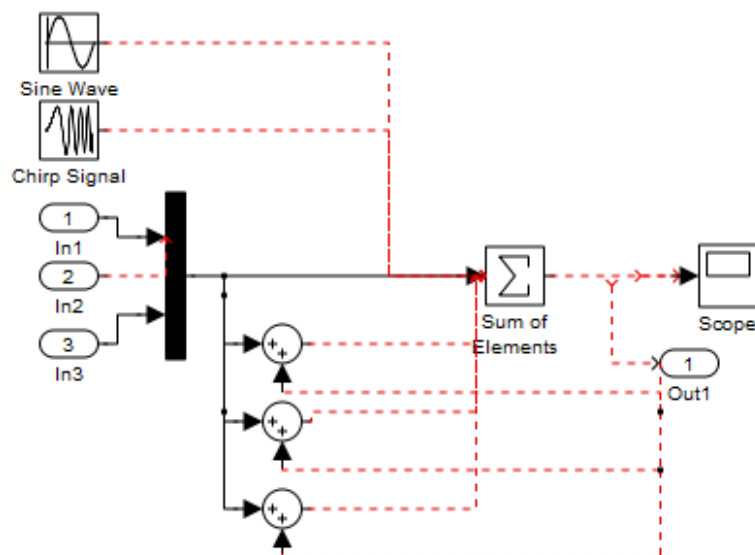 Sine Wave
Chirp Signal
1
In1
2
In2
3
In3
Σ
Sum of
Elements
Scope
1
Out1
+
+
+
+
+
+